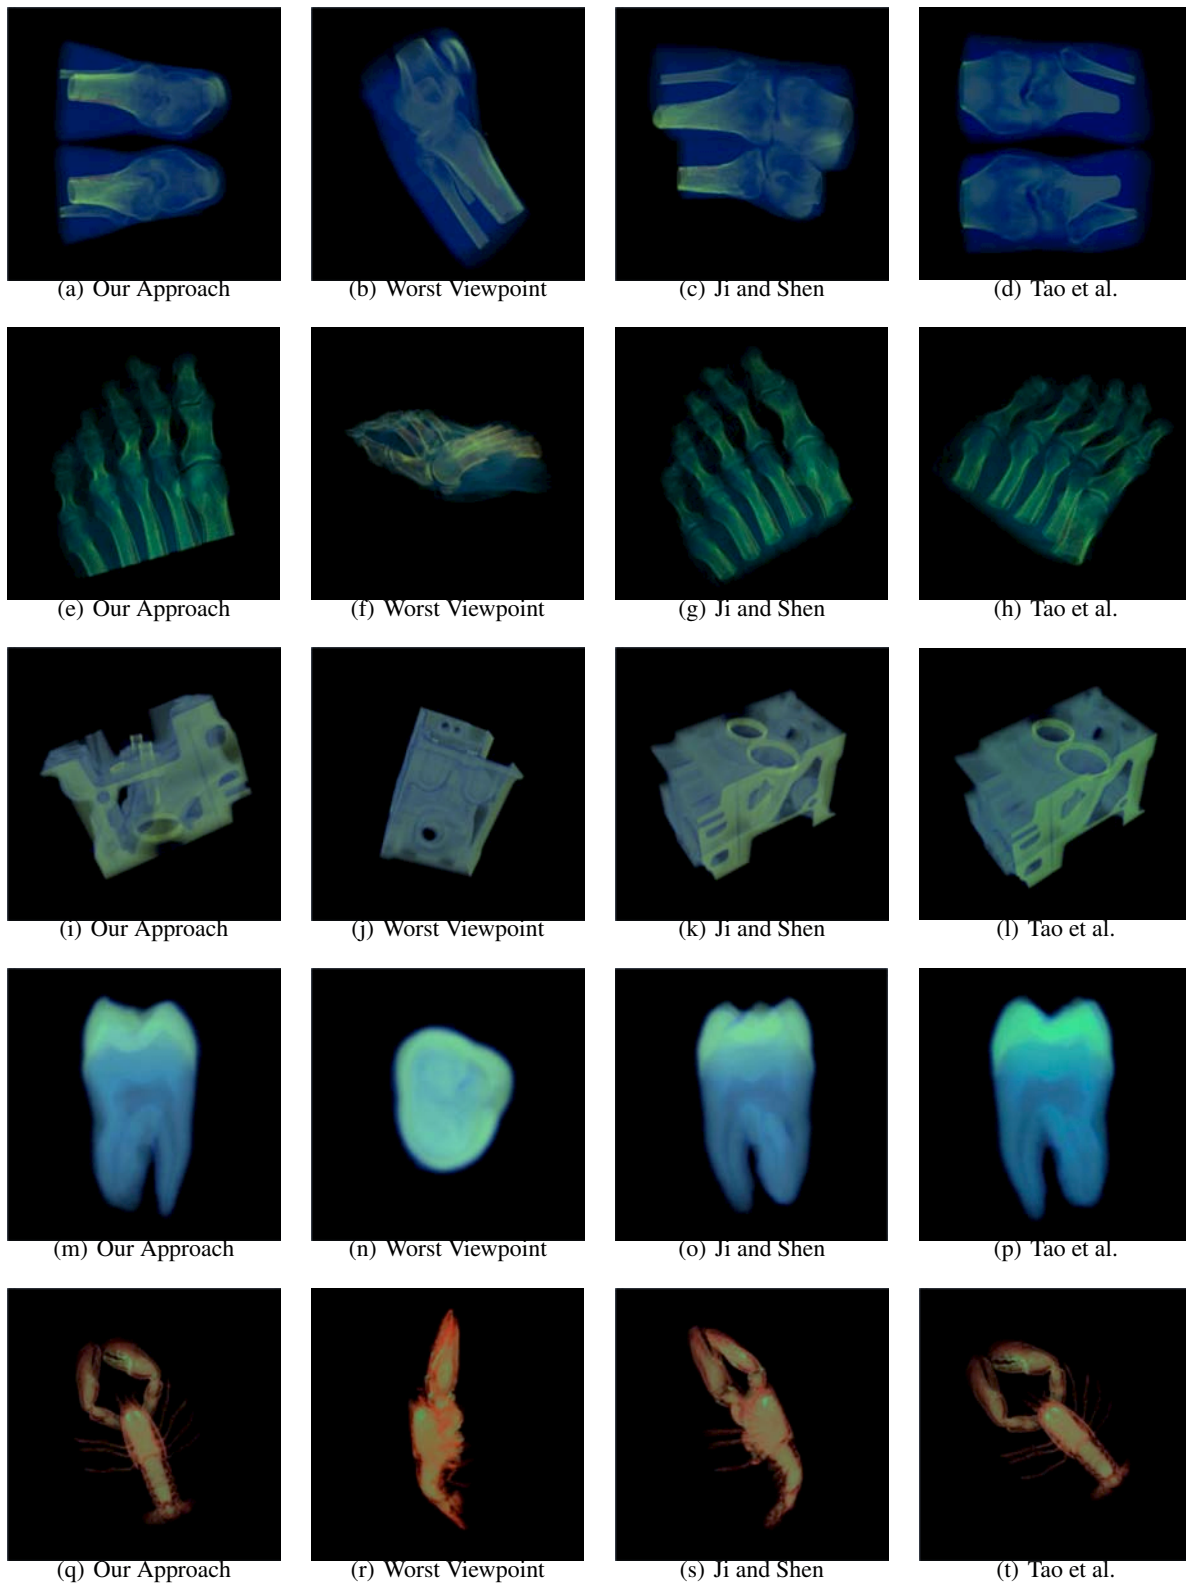 (a) Our Approach
(b) Worst Viewpoint
(c) Ji and Shen
(d) Tao et al.
(e) Our Approach
(f) Worst Viewpoint
(g) Ji and Shen
(h) Tao et al.
(i) Our Approach
(j) Worst Viewpoint
(k) Ji and Shen
(l) Tao et al.
(m) Our Approach
(n) Worst Viewpoint
(o) Ji and Shen
(p) Tao et al.
(q) Our Approach
(r) Worst Viewpoint
(s) Ji and Shen
(t) Tao et al.